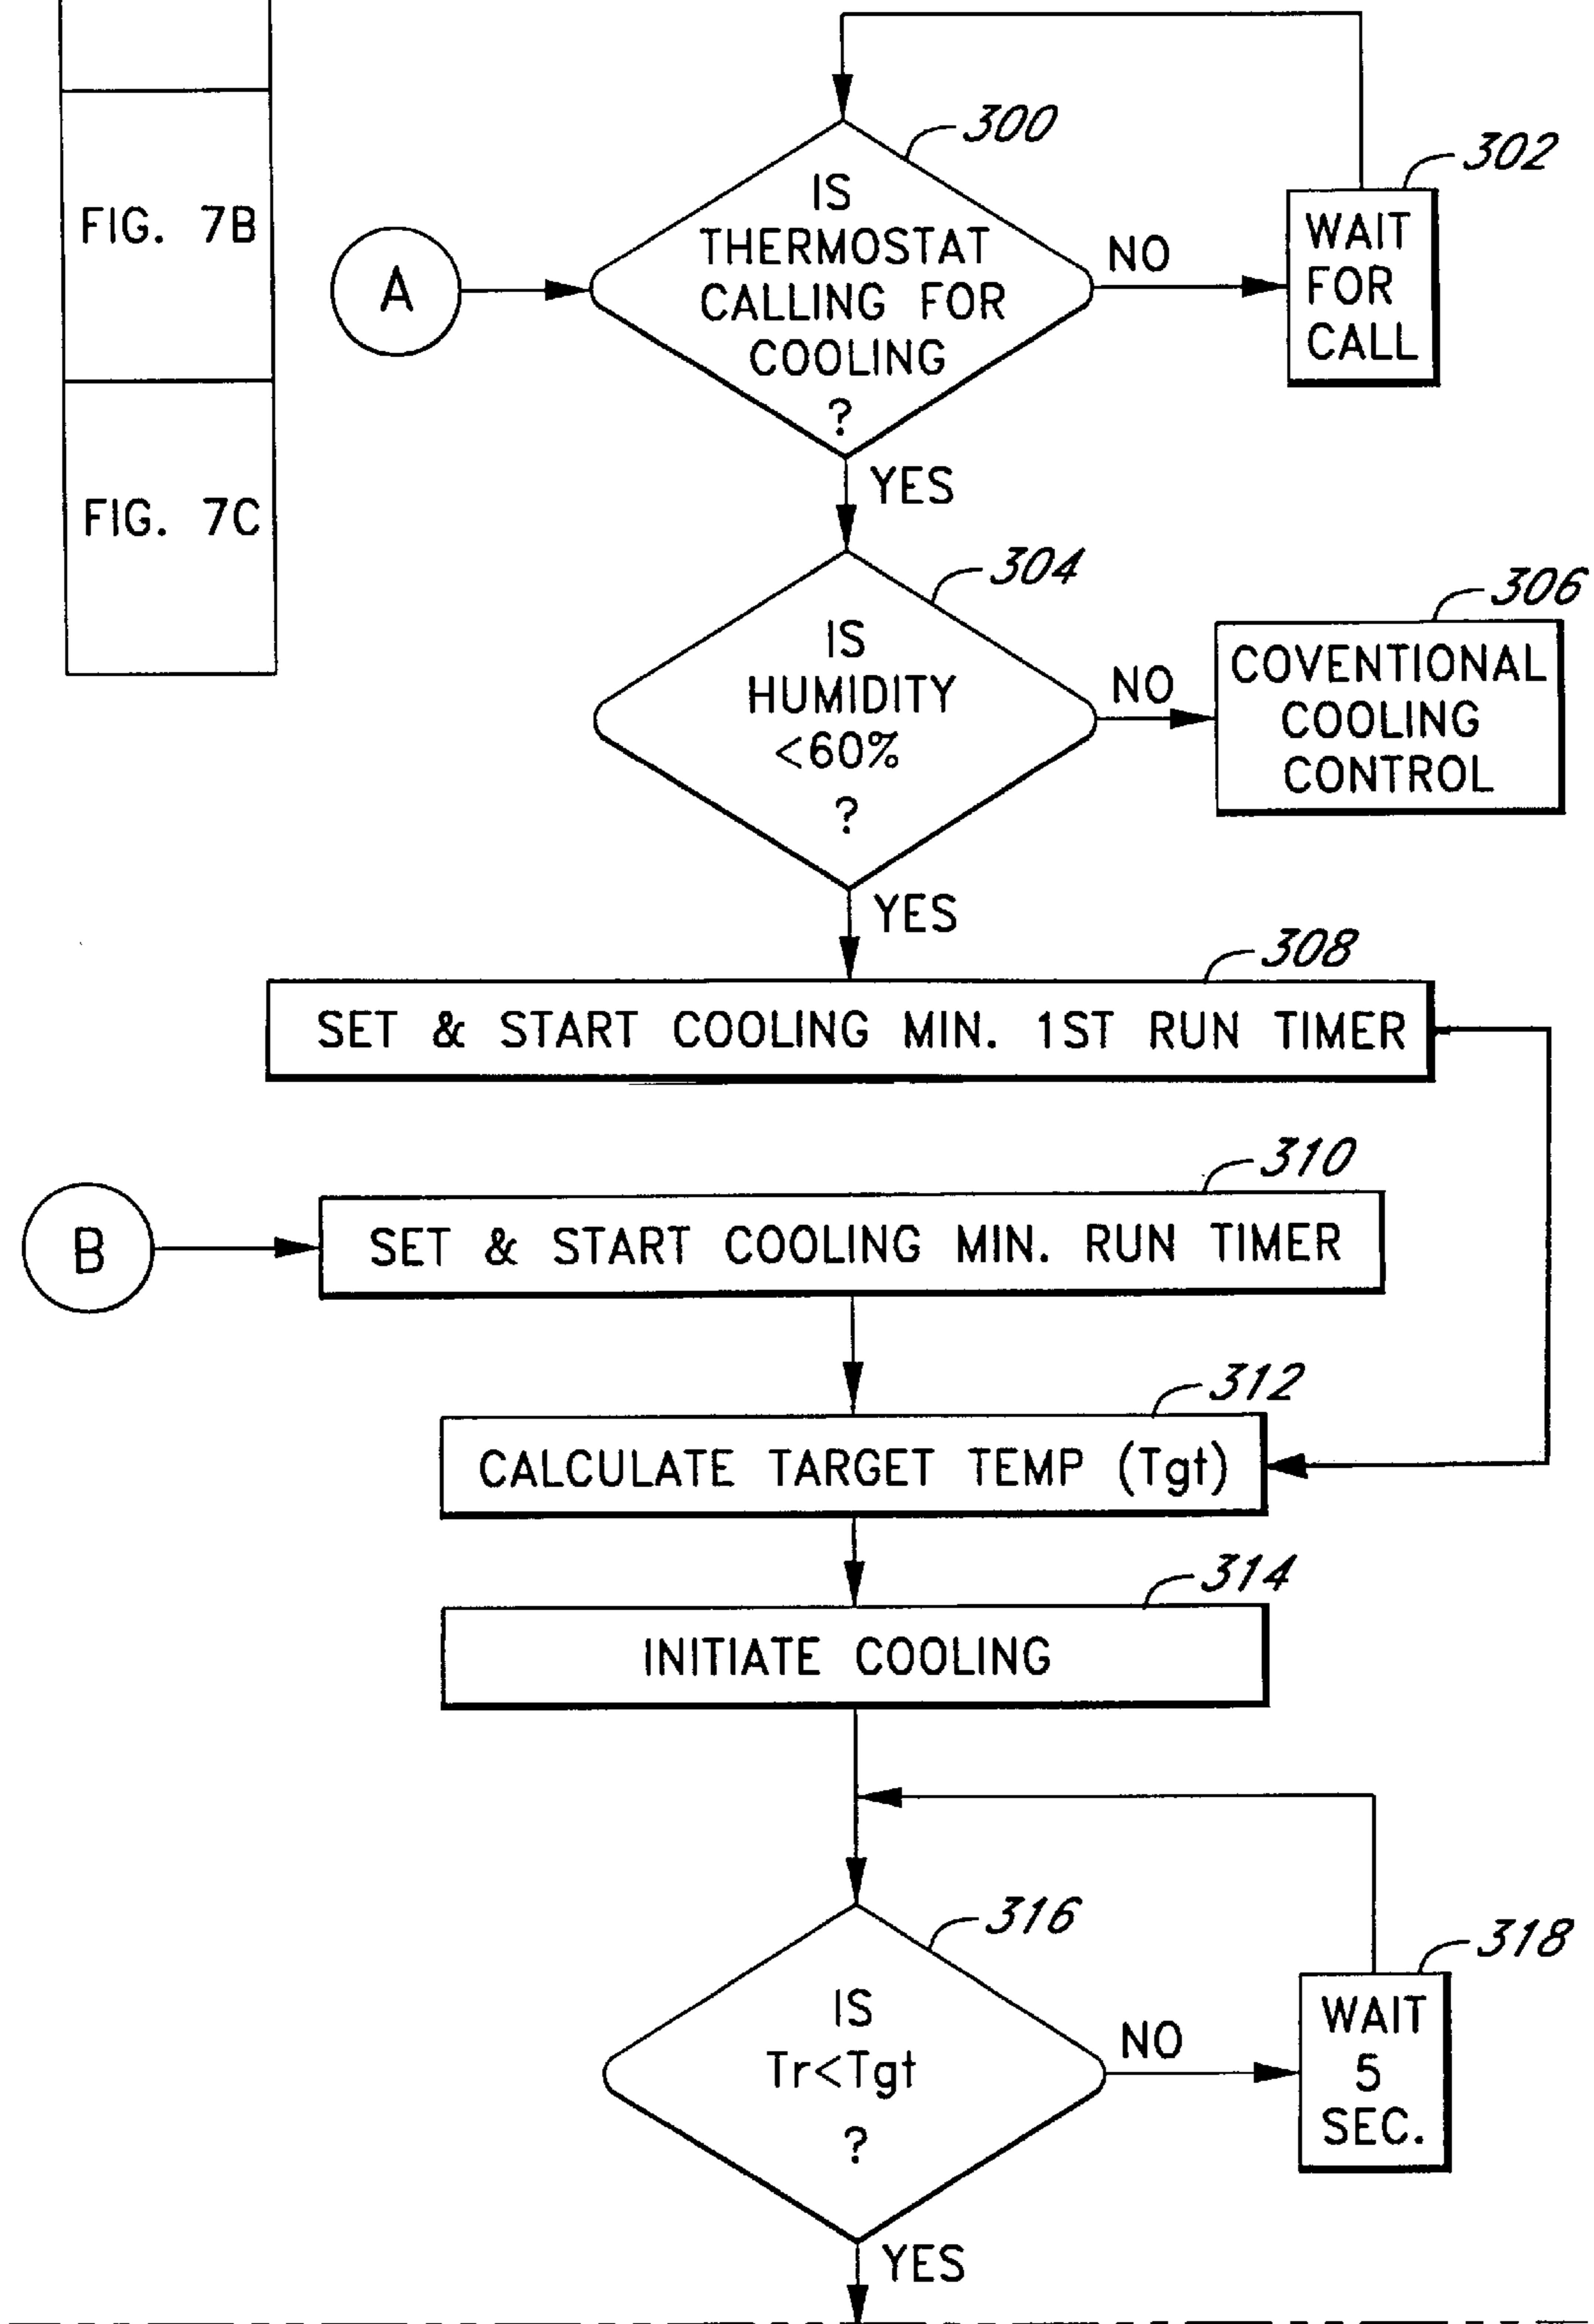 300
302
IS
THERMOSTAT
CALLING FOR
COOLING
?
NO
WAIT
FOR
CALL
FIG. 7B
A
YES
FIG. 7C
304
306
IS
HUMIDITY
<60%
?
NO
COVENTIONAL
COOLING
CONTROL
YES
308
SET & START COOLING MIN. 1ST RUN TIMER
310
B
SET & START COOLING MIN. RUN TIMER
312
CALCULATE TARGET TEMP (Tgt)
314
INITIATE COOLING
316
318
IS
Tr<Tgt
?
NO
WAIT
5
SEC.
YES